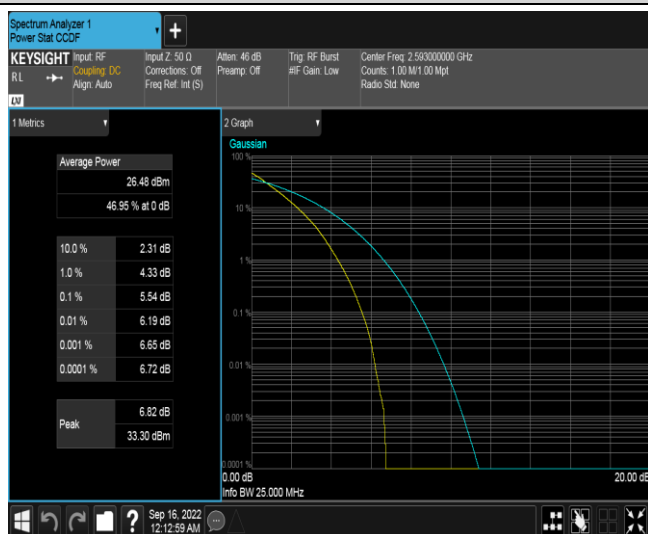 Spectrum Analyzer 1
Power Stat CCDF
+
KEYSIGHT
RL
LXI
Input: RF
Coupling: DC
Align: Auto
Input Z: 50 Ω
Corrections: Off
Freq Ref: Int (S)
Atten: 46 dB
Preamp: Off
Trig: RF Burst
#IF Gain: Low
Center Freq: 2.593000000 GHz
Counts: 1.00 M/1.00 Mpt
Radio Std: None
1 Metrics
Average Power
26.48 dBm
46.95 % at 0 dB
10.0 % 2.31 dB
1.0 % 4.33 dB
0.1 % 5.54 dB
0.01 % 6.19 dB
0.001 % 6.65 dB
0.0001 % 6.72 dB
Peak
6.82 dB
33.30 dBm
2 Graph
Gaussian
100 %
10 %
1 %
0.1 %
0.01 %
0.001 %
0.0001 %
0.00 dB
20.00 dB
Info BW 25.000 MHz
?
Sep 16, 2022
12:12:59 AM